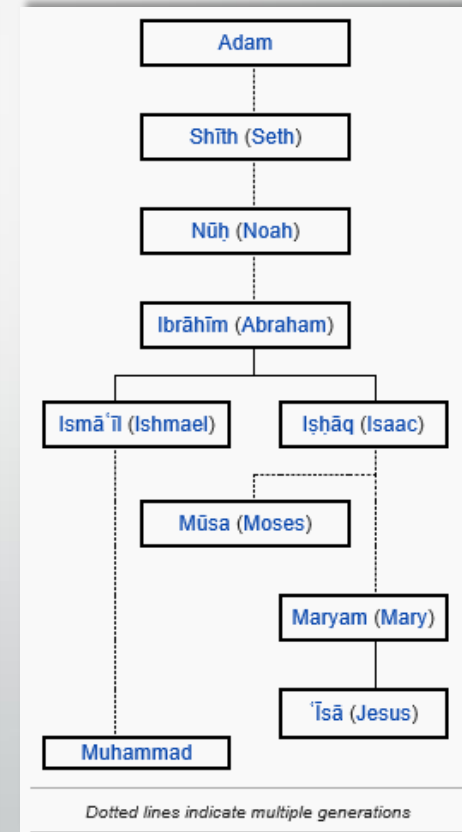 Adam
Shīth (Seth)
Nūḥ (Noah)
Ibrāhīm (Abraham)
Ismāʿīl (Ishmael)
Isḥāq (Isaac)
Mūsa (Moses)
Maryam (Mary)
ʿĪsā (Jesus)
Muhammad
Dotted lines indicate multiple generations